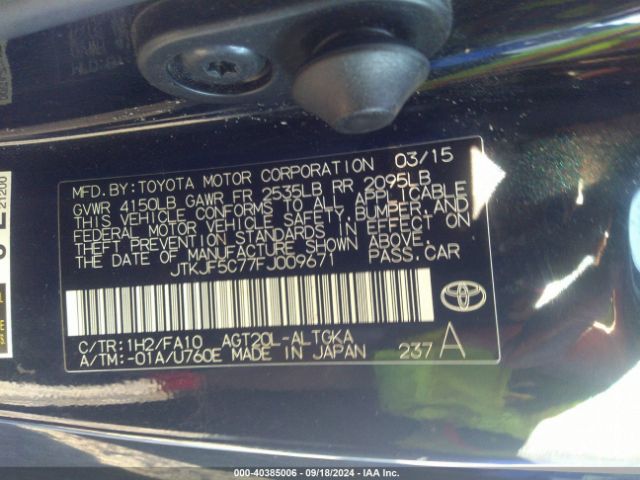 MFD. BY: TOYOTA MOTOR CORPORATION 03/15
GVWR 4150LB GAWR FR 2535LB RR 2095LB
THIS VEHICLE CONFORMS TO ALL APPLICABLE
FEDERAL MOTOR VEHICLE SAFETY, BUMPER, AND
THEFT PREVENTION STANDARDS IN EFFECT ON
THE DATE OF MANUFACTURE SHOWN ABOVE.
JTKJF5C77FJ009671 PASS. CAR
C/TR: 1H2/FA10 AGT20L-ALTGKA
A/TM: -01A/U760E MADE IN JAPAN 237 A
21200
000-40385006 - 09/18/2024 - IAA Inc.